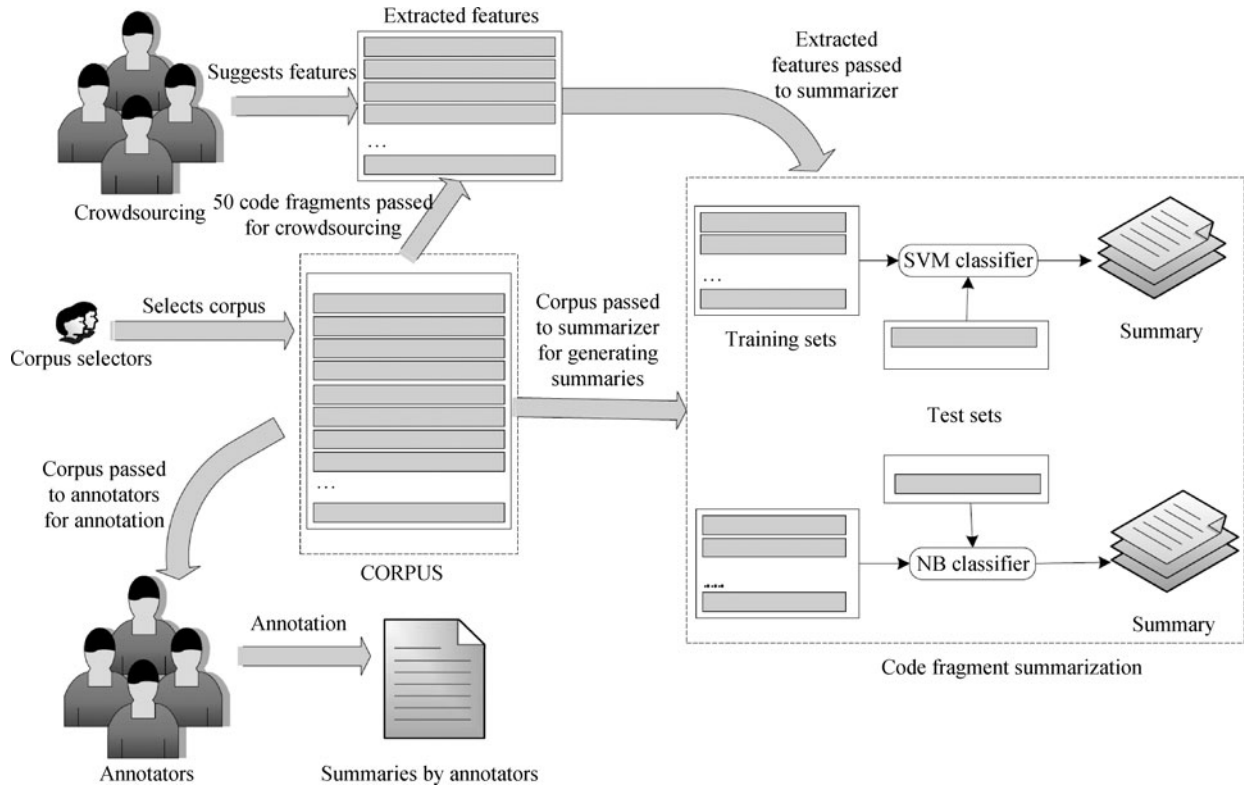 Extracted features
Suggests features
...
Crowdsourcing
Extracted
features passed
to summarizer
50 code fragments passed
for crowdsourcing
Selects corpus
Corpus selectors
...
CORPUS
Corpus passed
to summarizer
for generating
summaries
...
Training sets
SVM classifier
Summary
Test sets
...
NB classifier
Summary
Code fragment summarization
Corpus passed
to annotators
for annotation
Annotators
Annotation
Summaries by annotators